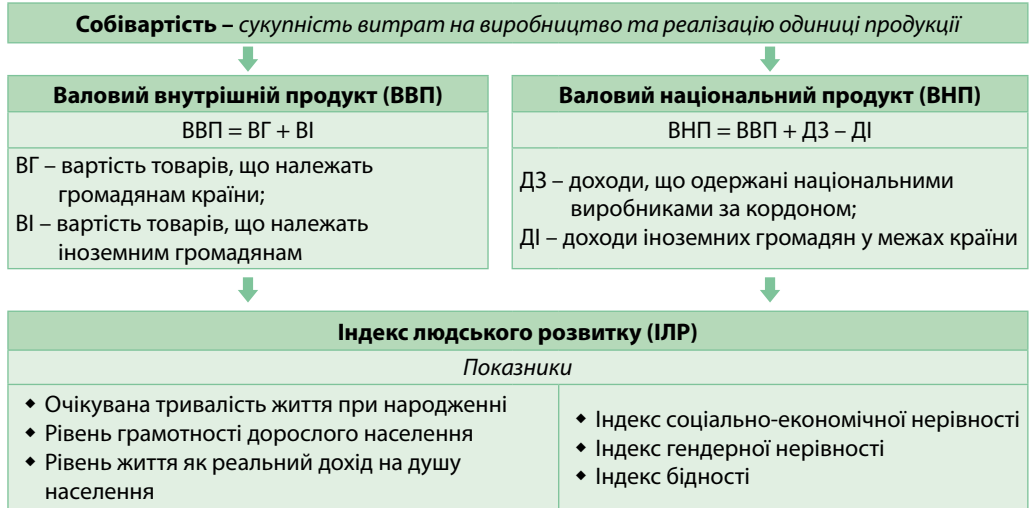 Собівартість – сукупність витрат на виробництво та реалізацію одиниці продукції
Валовий внутрішній продукт (ВВП)
ВВП = ВГ + ВІ
ВГ – вартість товарів, що належать
громадянам країни;
ВІ – вартість товарів, що належать
іноземним громадянам
Валовий національний продукт (ВНП)
ВНП = ВВП + ДЗ – ДІ
ДЗ – доходи, що одержані національними
виробниками за кордоном;
ДІ – доходи іноземних громадян у межах країни
Індекс людського розвитку (ІЛР)
Показники
◆ Очікувана тривалість життя при народженні
◆ Рівень грамотності дорослого населення
◆ Рівень життя як реальний дохід на душу
населення
◆ Індекс соціально-економічної нерівності
◆ Індекс гендерної нерівності
◆ Індекс бідності